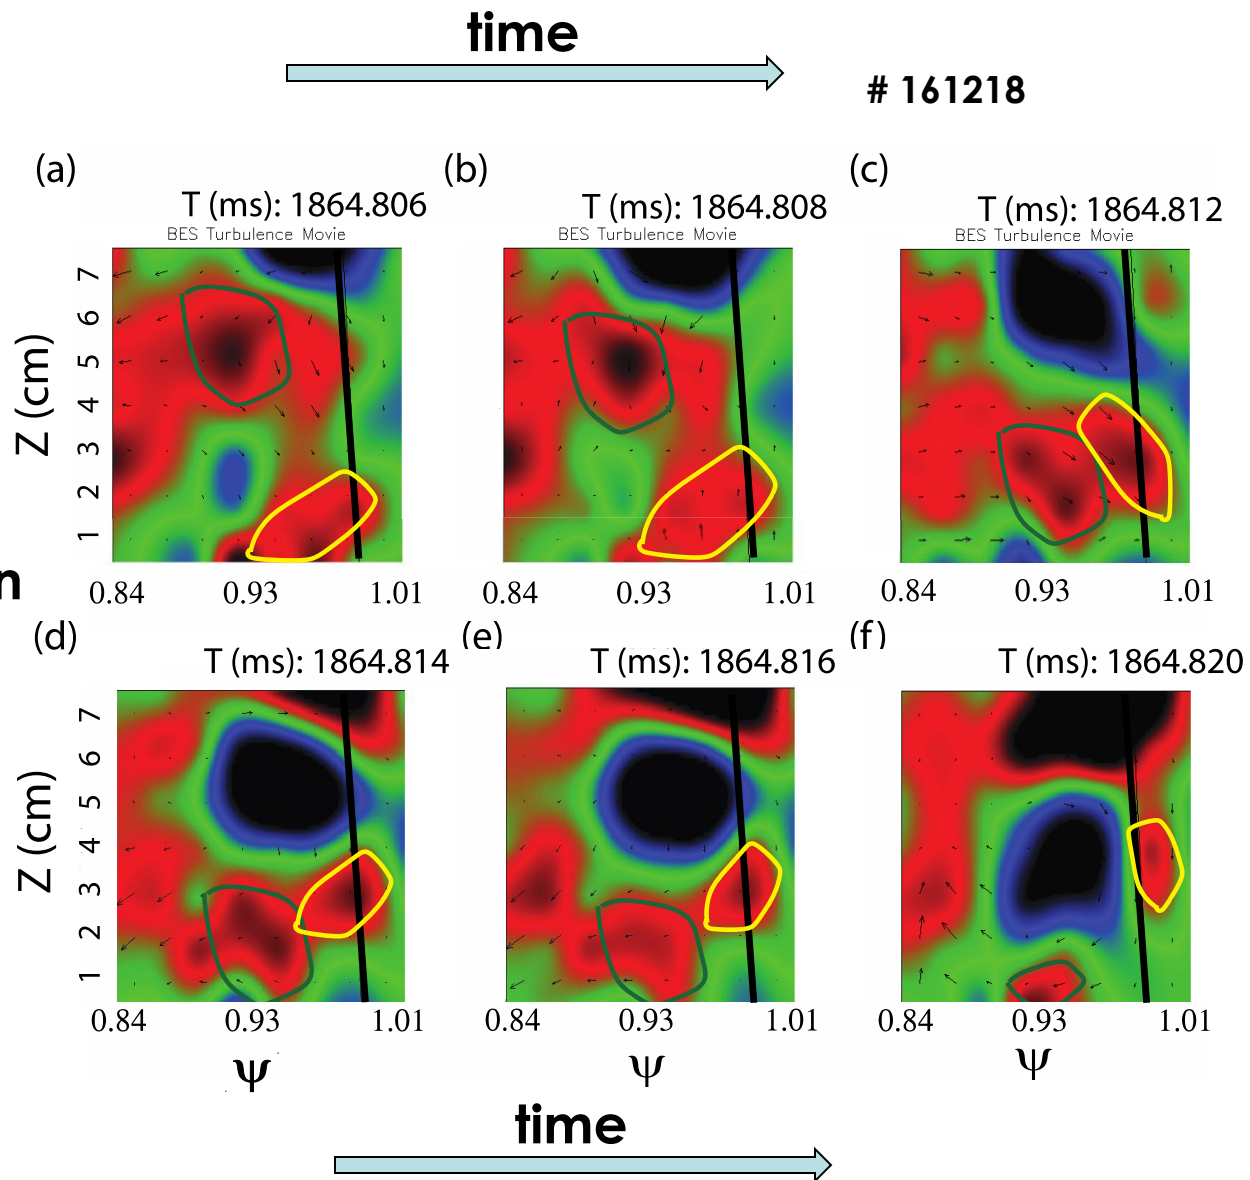 time
# 161218
(a)
(b)
(c)
T (ms): 1864.806
T (ms): 1864.808
T (ms): 1864.812
BES Turbulence Movie
BES Turbulence Movie
BES Turbulence Movie
Z (cm)
7
6
5
4
3
2
1
0.84 0.93 1.01
0.84 0.93 1.01
0.84 0.93 1.01
n
(d)
(e)
(f)
T (ms): 1864.814
T (ms): 1864.816
T (ms): 1864.820
Z (cm)
7
6
5
4
3
2
1
0.84 0.93 1.01
0.84 0.93 1.01
0.84 0.93 1.01
ψ
ψ
ψ
time